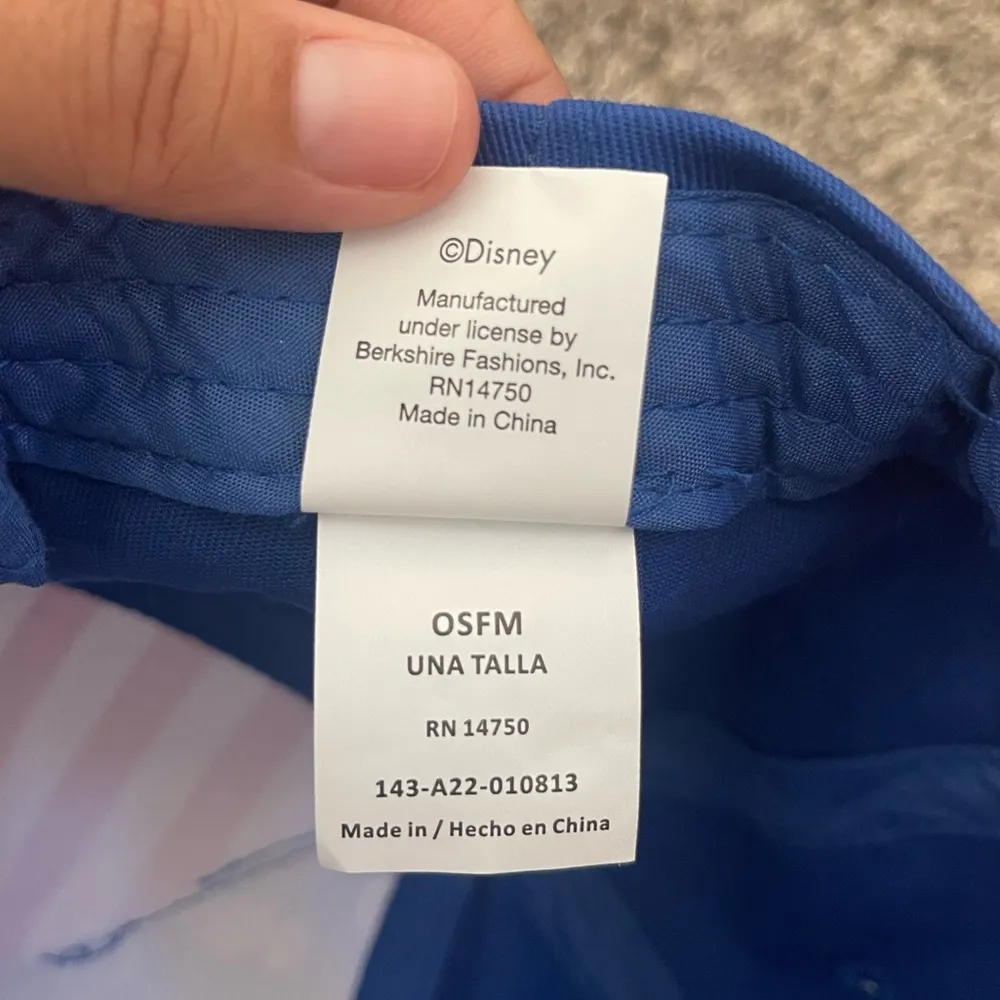 ©Disney
Manufactured
under license by
Berkshire Fashions, Inc.
RN14750
Made in China
OSFM
UNA TALLA
RN 14750
143-A22-010813
Made in / Hecho en China